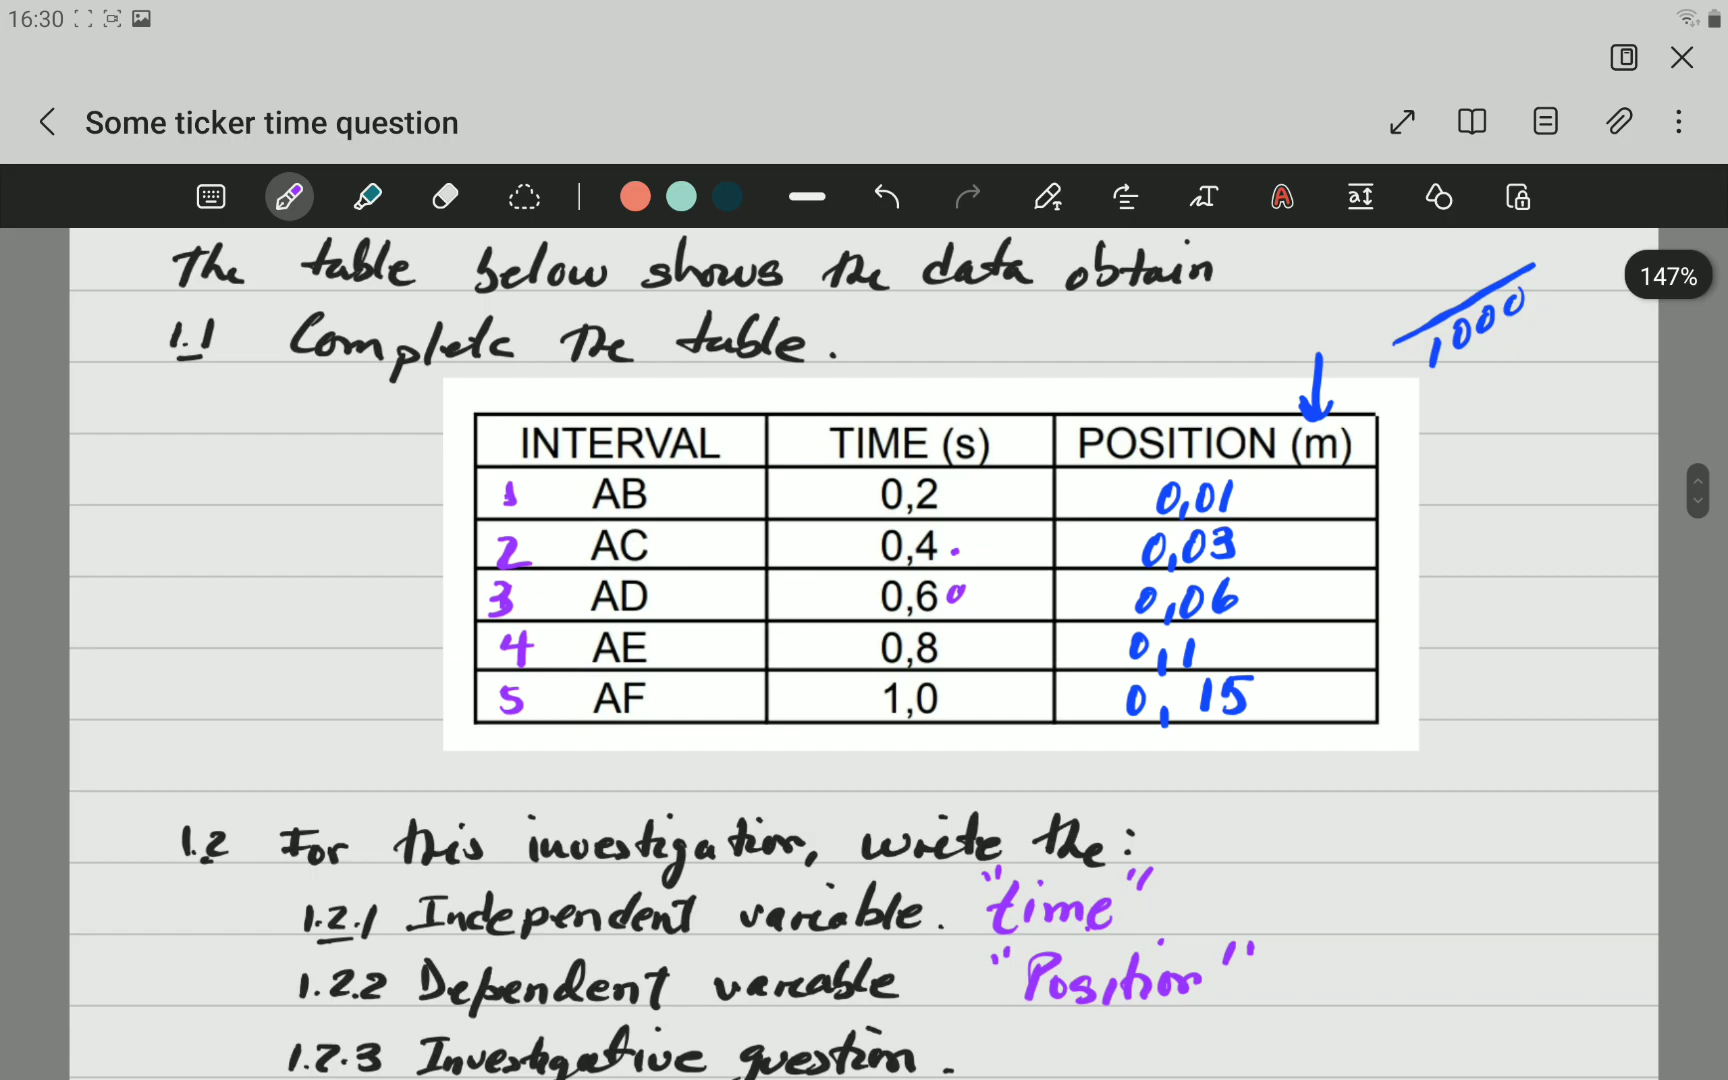 16:30
Some ticker time question
147%
The table below shows the data obtain
1.1 Complete the table.
1000
INTERVAL TIME (s) POSITION (m)
1 AB 0,2 0,01
2 AC 0,4 . 0,03
3 AD 0,6 0,06
4 AE 0,8 0,1
5 AF 1,0 0,15
1.2 For this investigation, write the:
1.2.1 Independent variable. "time"
1.2.2 Dependent variable "Position"
1.2.3 Investigative question.